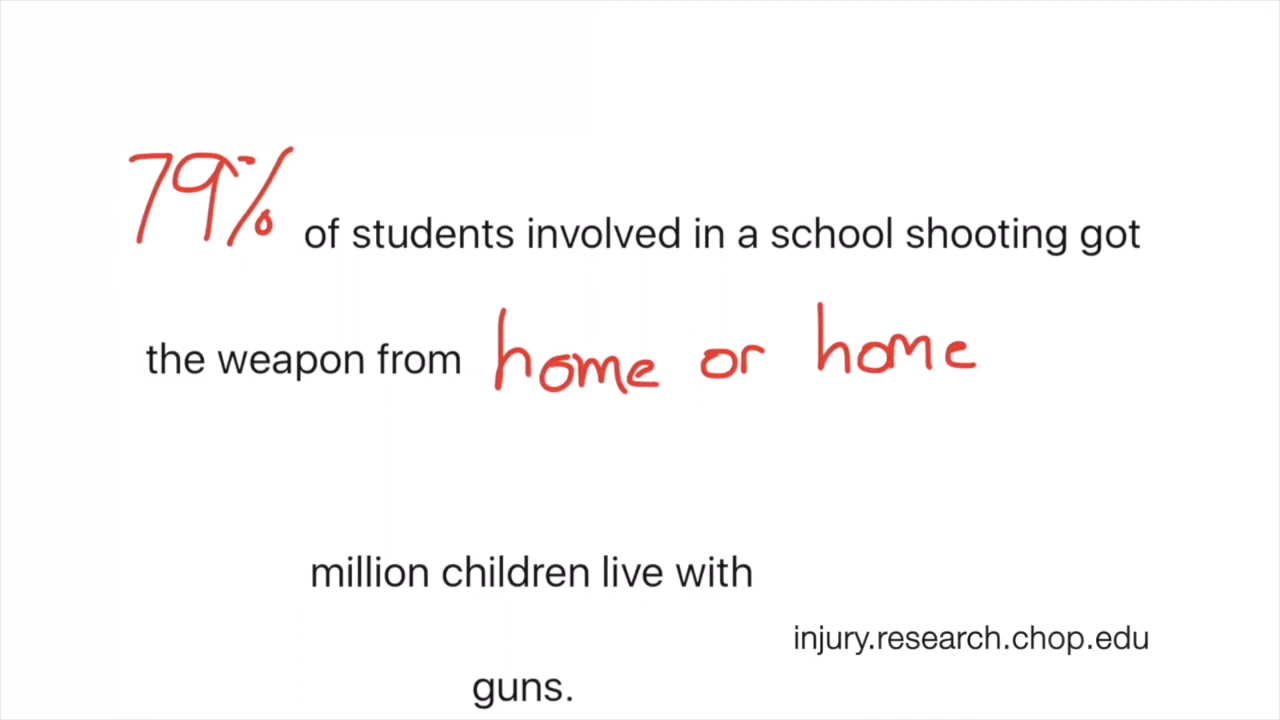 79% of students involved in a school shooting got
the weapon from home or home
million children live with
injury.research.chop.edu
guns.